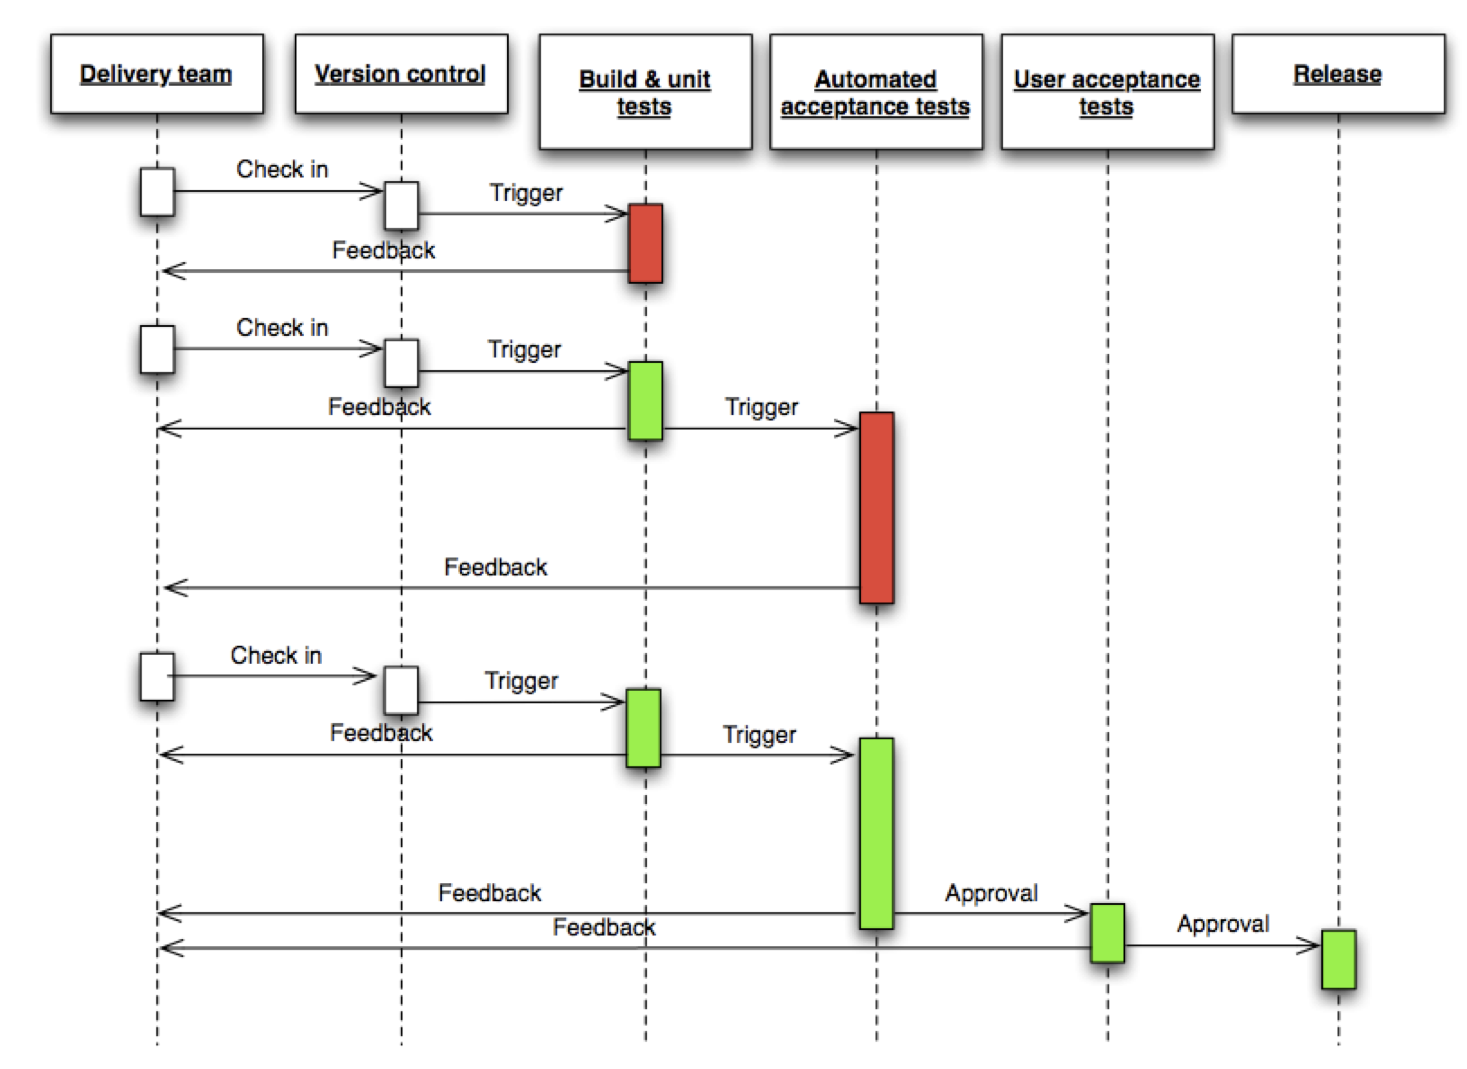 Delivery team
Version control
Build & unit
tests
Automated
acceptance tests
User acceptance
tests
Release
Check in
Trigger
Feedback
Check in
Trigger
Feedback
Trigger
Feedback
Check in
Trigger
Feedback
Trigger
Feedback
Approval
Feedback
Approval